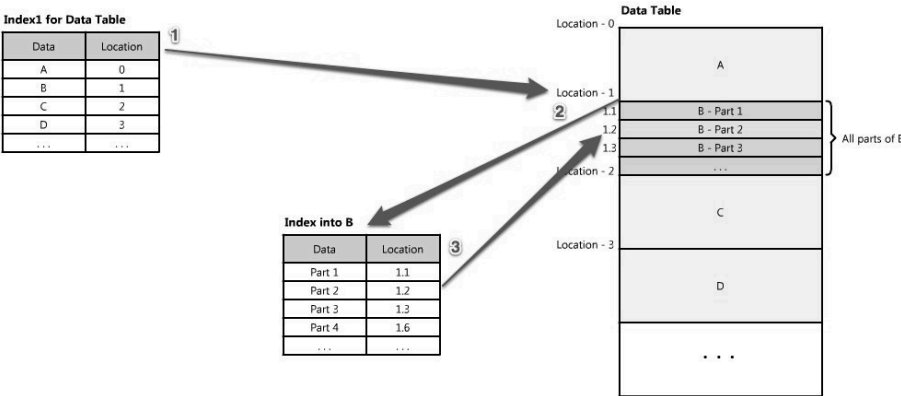 Index1 for Data Table
Data Location
A 0
B 1
C 2
D 3
. . . . . .
1
Data Table
Location - 0
A
Location - 1
2
1.1 B - Part 1
1.2 B - Part 2
1.3 B - Part 3
. . .
All parts of B
Location - 2
C
Location - 3
D
. . .
Index into B
Data Location
Part 1 1.1
Part 2 1.2
Part 3 1.3
Part 4 1.6
. . . . . .
3